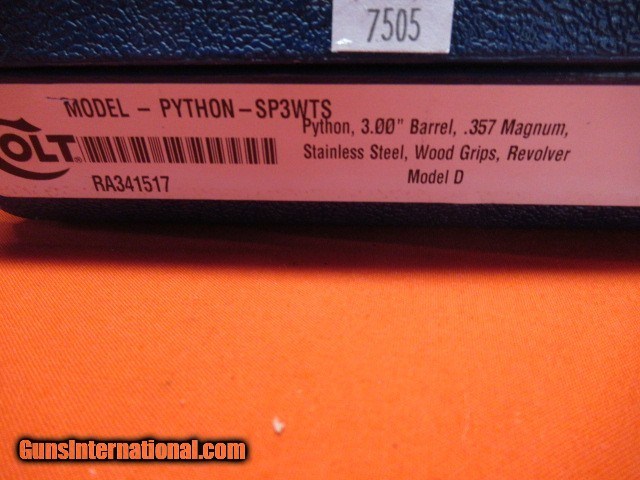 7505
MODEL - PYTHON-SP3WTS
Python, 3.00" Barrel, .357 Magnum,
COLT
Stainless Steel, Wood Grips, Revolver
RA341517
Model D
GunsInternational.com